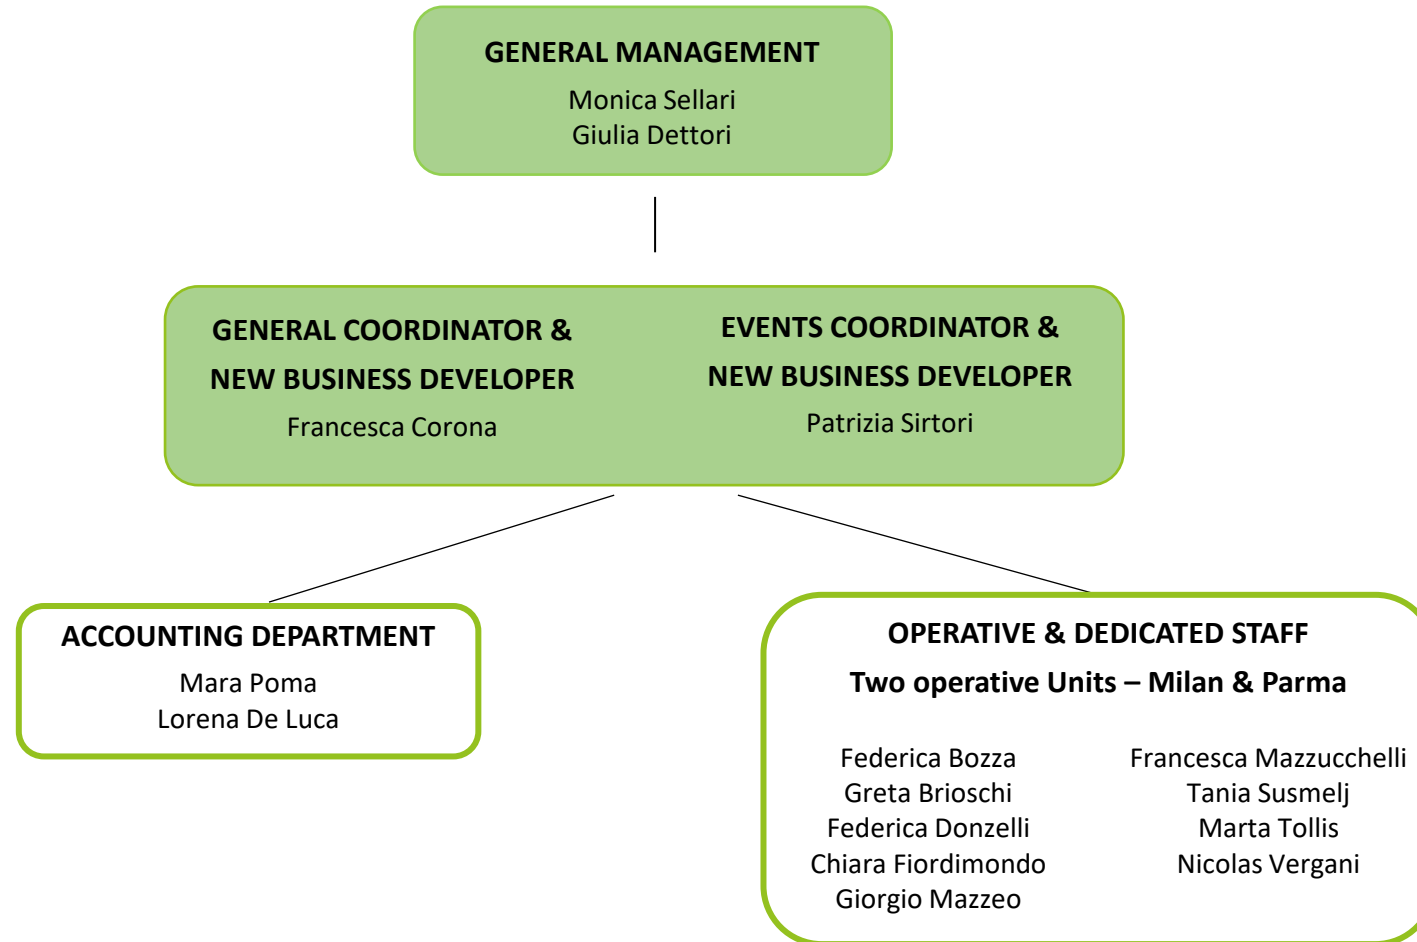 GENERAL MANAGEMENT
Monica Sellari
Giulia Dettori
GENERAL COORDINATOR &
NEW BUSINESS DEVELOPER
Francesca Corona
EVENTS COORDINATOR &
NEW BUSINESS DEVELOPER
Patrizia Sirtori
ACCOUNTING DEPARTMENT
Mara Poma
Lorena De Luca
OPERATIVE & DEDICATED STAFF
Two operative Units – Milan & Parma
Federica Bozza
Greta Brioschi
Federica Donzelli
Chiara Fiordimondo
Giorgio Mazzeo
Francesca Mazzucchelli
Tania Susmelj
Marta Tollis
Nicolas Vergani